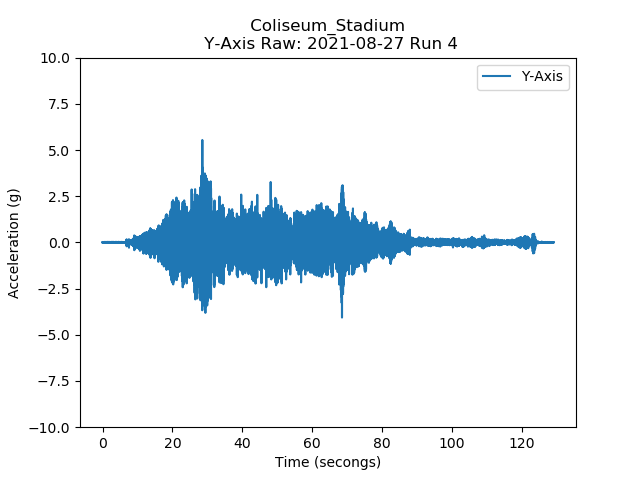 Coliseum_Stadium
Y-Axis Raw: 2021-08-27 Run 4
Y-Axis
Acceleration (g)
10.0
7.5
5.0
2.5
0.0
−2.5
−5.0
−7.5
−10.0
0 20 40 60 80 100 120
Time (secongs)